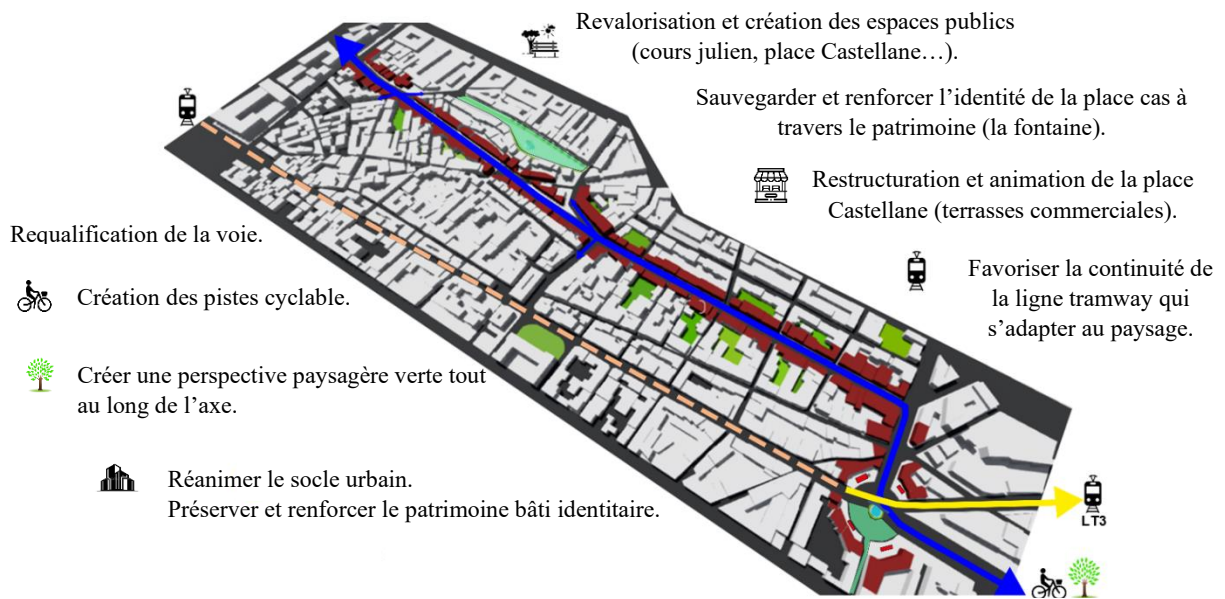 Revalorisation et création des espaces publics
(cours julien, place Castellane…).
Sauvegarder et renforcer l’identité de la place cas à
travers le patrimoine (la fontaine).
Restructuration et animation de la place
Castellane (terrasses commerciales).
Requalification de la voie.
Favoriser la continuité de
la ligne tramway qui
s’adapter au paysage.
Création des pistes cyclable.
Créer une perspective paysagère verte tout
au long de l’axe.
Réanimer le socle urbain.
Préserver et renforcer le patrimoine bâti identitaire.
LT3